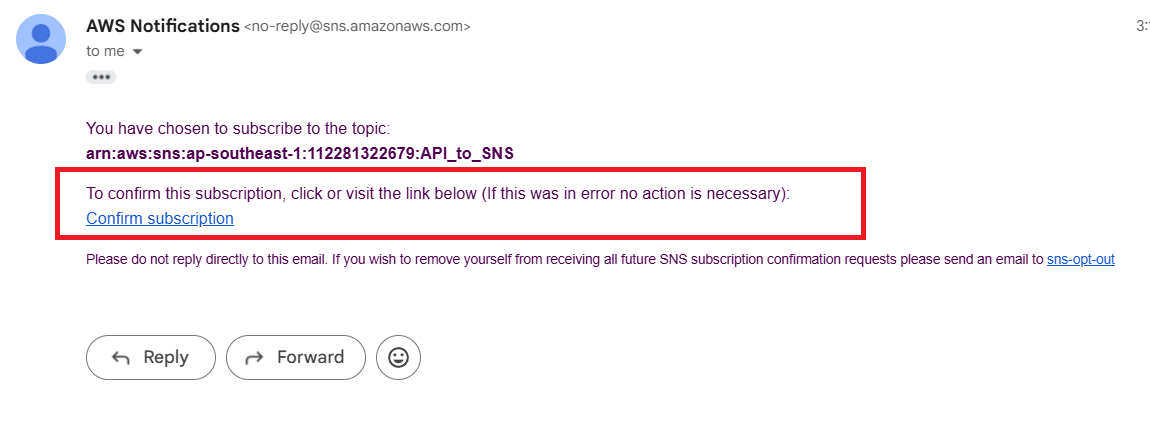 AWS Notifications <no-reply@sns.amazonaws.com>
3:
to me
You have chosen to subscribe to the topic:
arn:aws:sns:ap-southeast-1:112281322679:API_to_SNS
To confirm this subscription, click or visit the link below (If this was in error no action is necessary):
Confirm subscription
Please do not reply directly to this email. If you wish to remove yourself from receiving all future SNS subscription confirmation requests please send an email to sns-opt-out
Reply Forward